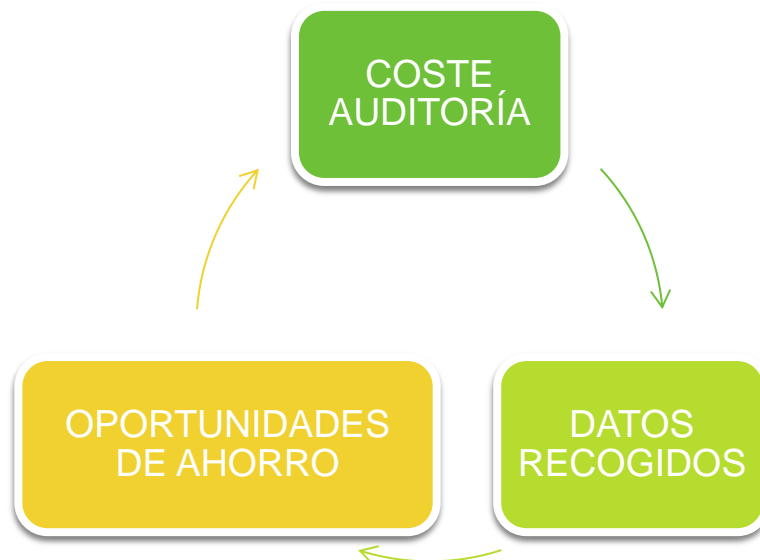 COSTE
AUDITORÍA
OPORTUNIDADES
DE AHORRO
DATOS
RECOGIDOS